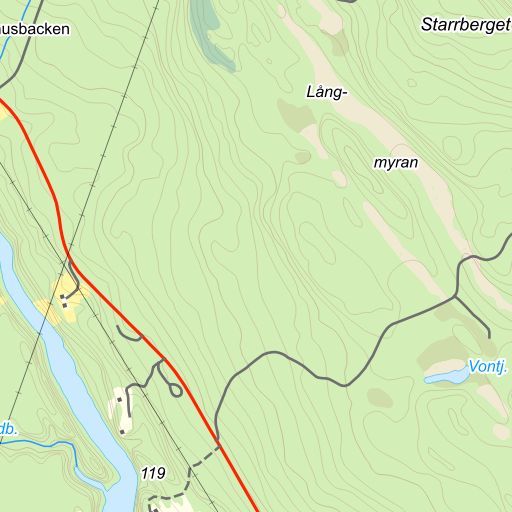 Starrberget
usbacken
Lång-
myran
Vontj.
db.
119